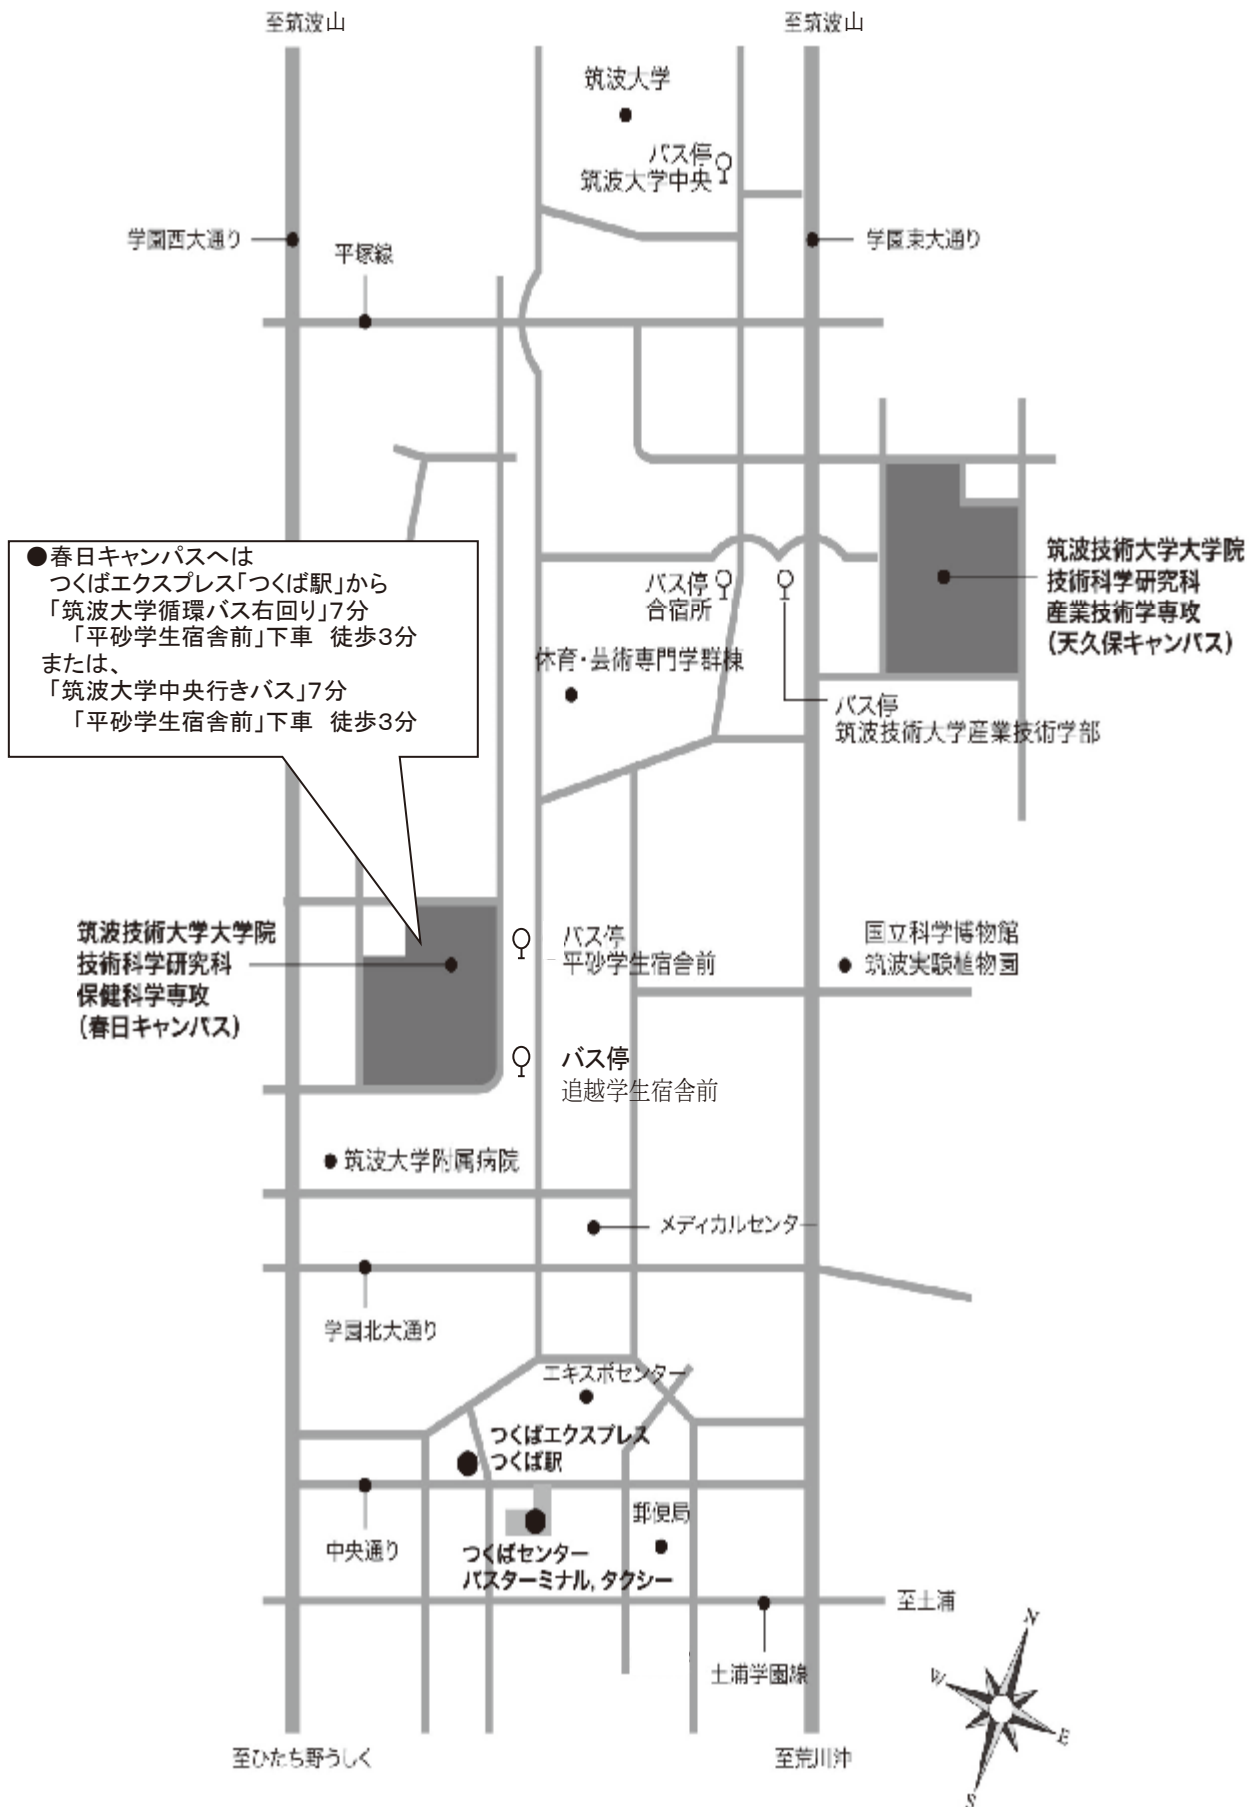 至筑波山
至筑波山
筑波大学
バス停
筑波大学中央
学園西大通り
平塚線
学園東大通り
●春日キャンパスへは
つくばエクスプレス「つくば駅」から
「筑波大学循環バス右回り」7分
「平砂学生宿舎前」下車 徒歩3分
または、
「筑波大学中央行きバス」7分
「平砂学生宿舎前」下車 徒歩3分
バス停
合宿所
筑波技術大学大学院
技術科学研究科
産業技術学専攻
(天久保キャンパス)
体育・芸術専門学群棟
バス停
筑波技術大学産業技術学部
筑波技術大学大学院
技術科学研究科
保健科学専攻
(春日キャンパス)
バス停
平砂学生宿舎前
国立科学博物館
筑波実験植物園
バス停
追越学生宿舎前
筑波大学附属病院
メディカルセンター
学園北大通り
エキスポセンター
つくばエクスプレス
つくば駅
郵便局
中央通り
つくばセンター
バスターミナル,タクシー
至土浦
土浦学園線
至ひたち野うしく
至荒川沖
N
W
E
S